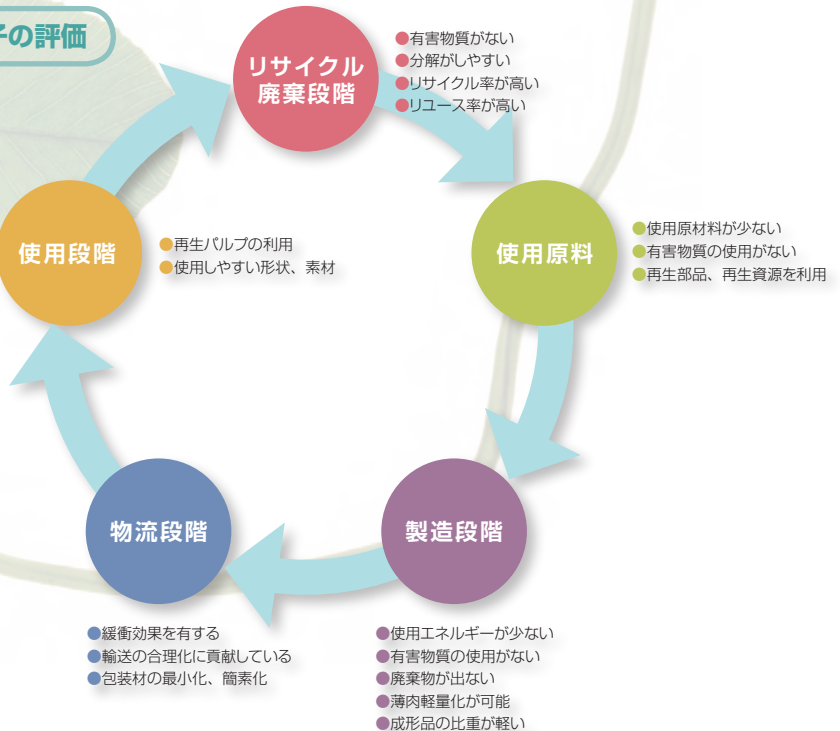 の評価
リサイクル
廃棄段階
●有害物質がない
●分解がしやすい
●リサイクル率が高い
●リユース率が高い
使用段階
●再生パルプの利用
●使用しやすい形状、素材
使用原料
●使用原材料が少ない
●有害物質の使用がない
●再生部品、再生資源を利用
物流段階
●緩衝効果を有する
●輸送の合理化に貢献している
●包装材の最小化、簡素化
製造段階
●使用エネルギーが少ない
●有害物質の使用がない
●廃棄物が出ない
●薄肉軽量化が可能
●成形品の比重が軽い